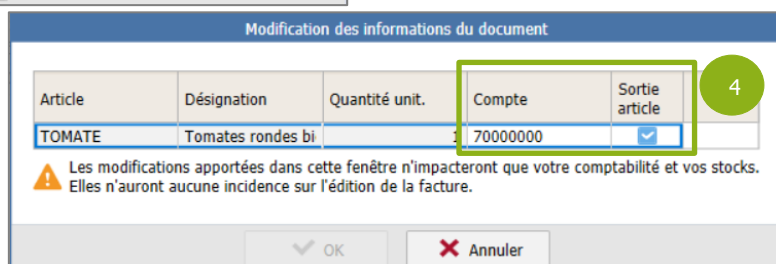 Modification des informations du document
Article Désignation Quantité unit. Compte Sortie article
4
TOMATE Tomates rondes bi 1 70000000
Les modifications apportées dans cette fenêtre n'impacteront que votre comptabilité et vos stocks.
Elles n'auront aucune incidence sur l'édition de la facture.
OK Annuler